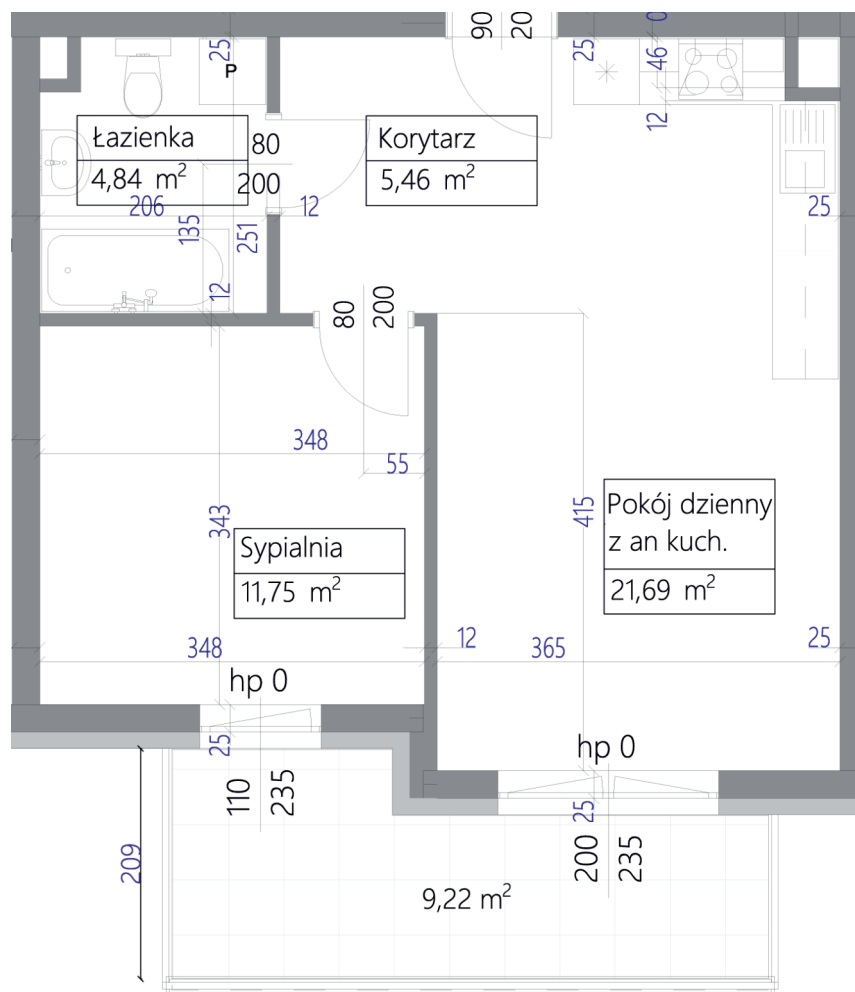 90
20
25
25
46
0
P
12
Łazienka
4,84 m²
80
200
Korytarz
5,46 m²
206
12
25
135
251
12
80
200
348
55
343
415
Sypialnia
11,75 m²
Pokój dzienny
z an kuch.
21,69 m²
348
12
365
25
hp 0
hp 0
25
110
235
25
200
235
209
9,22 m²